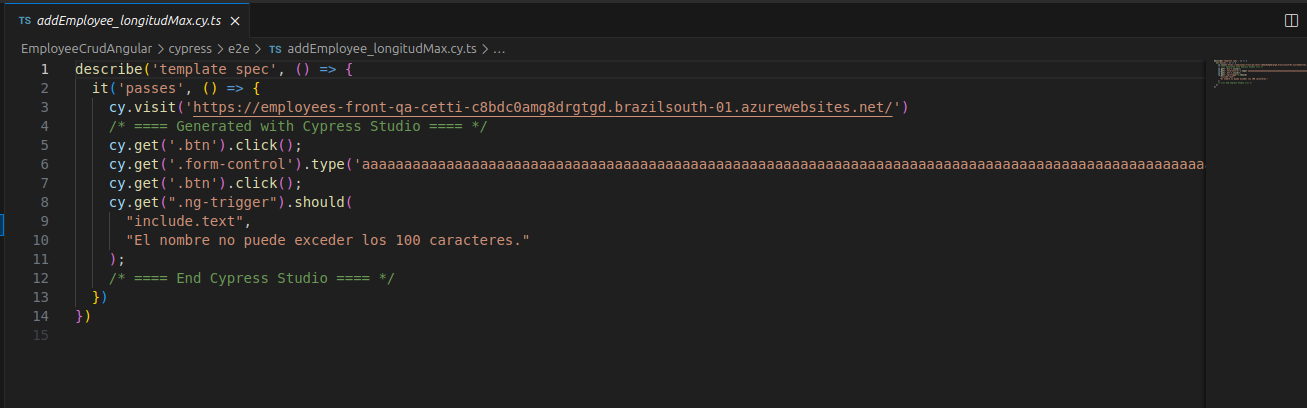 TS addEmployee_longitudMax.cy.ts ×
EmployeeCrudAngular > cypress > e2e > TS addEmployee_longitudMax.cy.ts > ...
1 describe('template spec', () => {
2 it('passes', () => {
3 cy.visit('https://employees-front-qa-cetti-c8bdc0amg8drgtgd.brazilsouth-01.azurewebsites.net/')
4 /* ==== Generated with Cypress Studio ==== */
5 cy.get('.btn').click();
6 cy.get('.form-control').type('aaaaaaaaaaaaaaaaaaaaaaaaaaaaaaaaaaaaaaaaaaaaaaaaaaaaaaaaaaaaaaaaaaaaaaaaaaaaaaaaaaaaaaaaaaaaaaaaaaaaa
7 cy.get('.btn').click();
8 cy.get(".ng-trigger").should(
9 "include.text",
10 "El nombre no puede exceder los 100 caracteres."
11 );
12 /* ==== End Cypress Studio ==== */
13 })
14 })
15